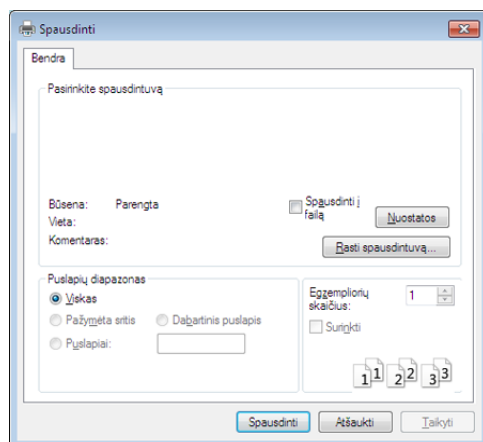 Spausdinti
Bendra
Pasirinkite spausdintuvą
Būsena: Parengta
Vieta:
Komentaras:
Spausdinti į
failą
Nuostatos
Rasti spausdintuvą...
Puslapių diapazonas
Viskas
Pažymėta sritis Dabartinis puslapis
Puslapiai:
Egzempliorių
skaičius:
1
Surinkti
1 1 2 2 3 3
Spausdinti Atšaukti Taikyti